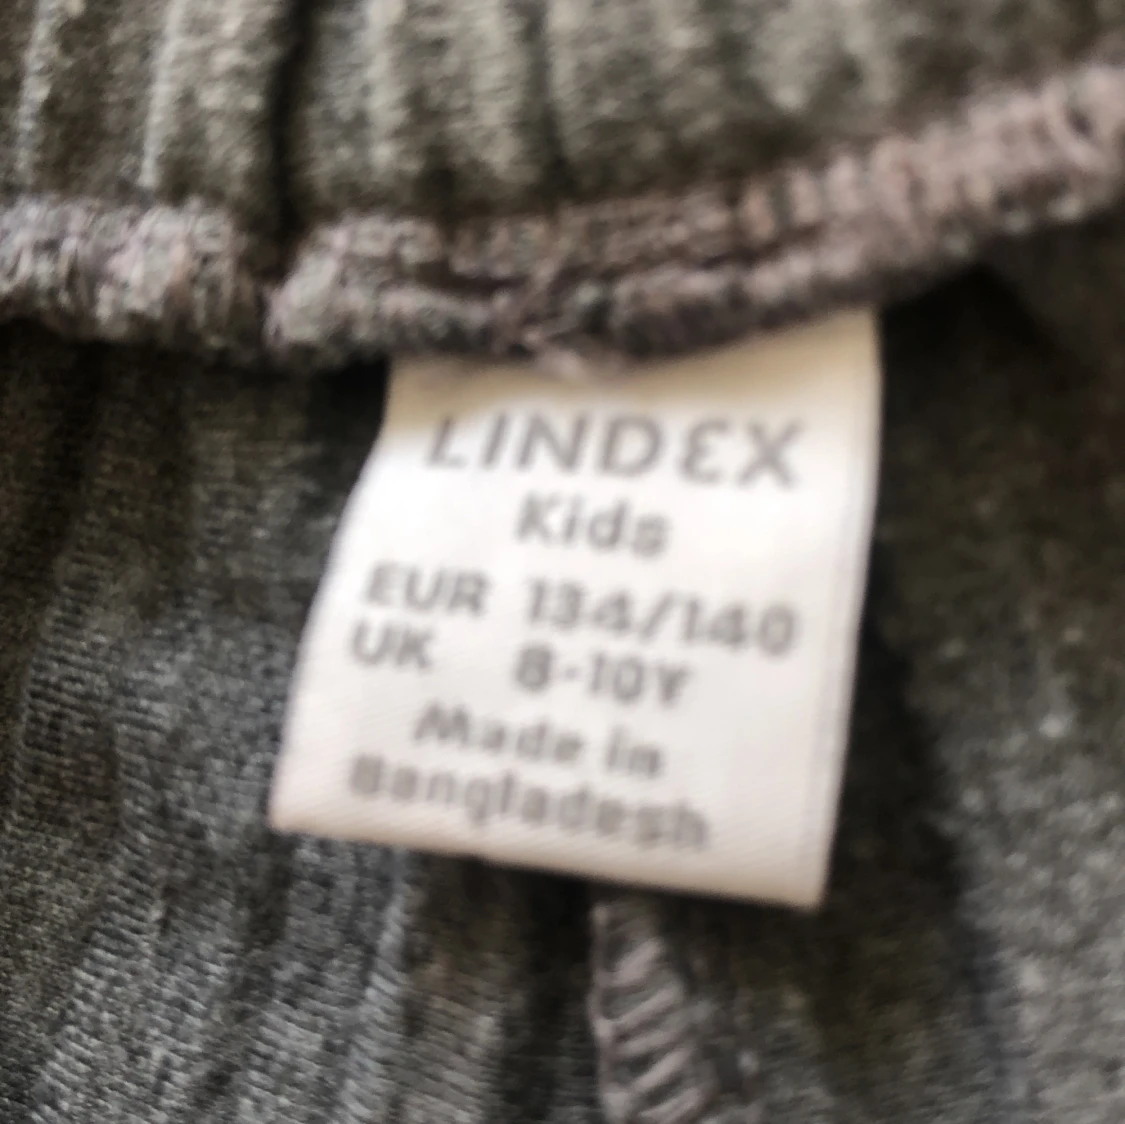 LINDEX
Kids
EUR 134/140
UK 8-10Y
Made in
Bangladesh